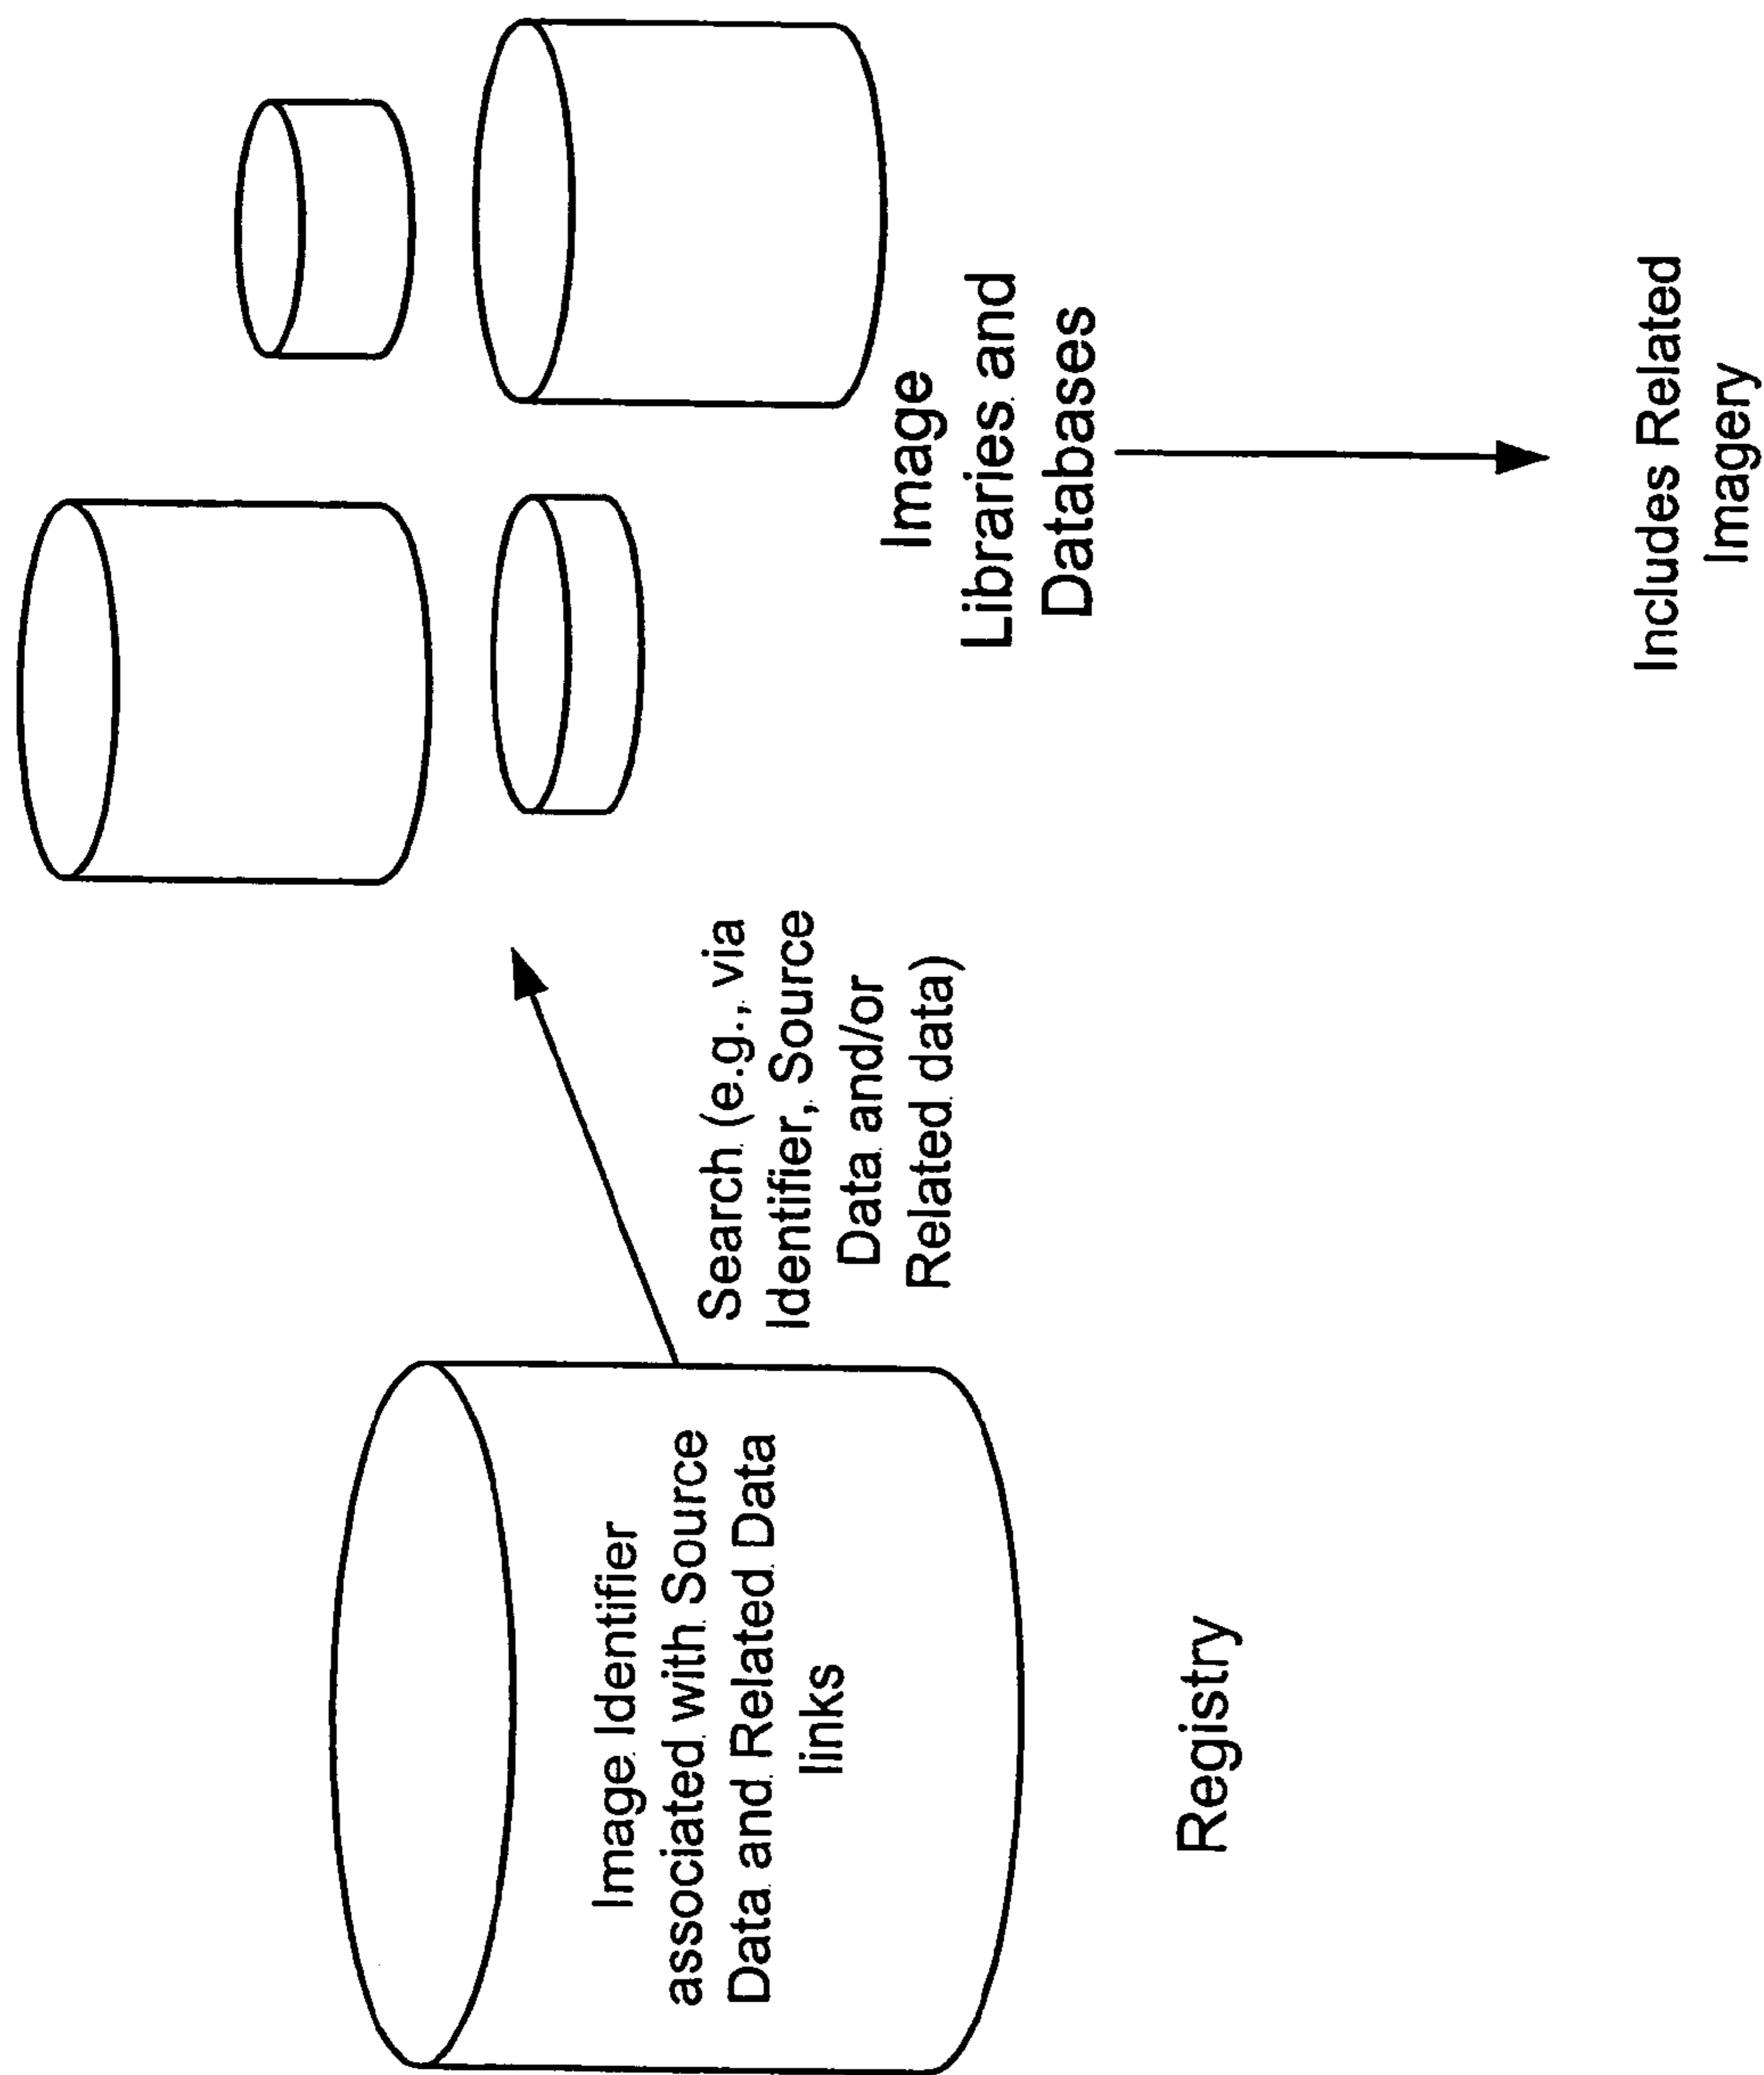 Image Identifier
associated with Source
Data and Related Data
links
Registry
Search (e.g., via
Identifier, Source
Data and/or
Related data)
Image
Libraries and
Databases
Includes Related
Imagery